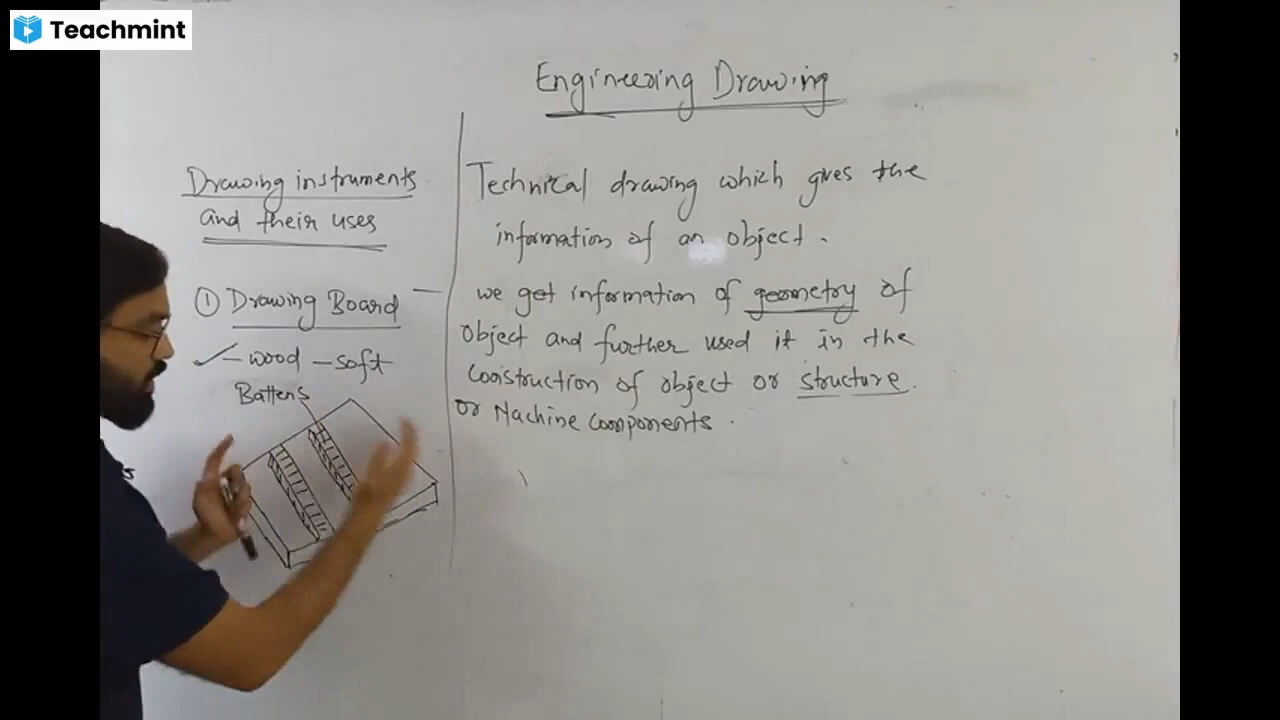 Teachmint
Engineering Drawing
Drawing instruments
and their uses
① Drawing Board —
✓ – wood – soft
Battens
Technical drawing which gives the
information of an object.
we get information of geometry of
object and further used it in the
construction of object or structure.
or Machine components.